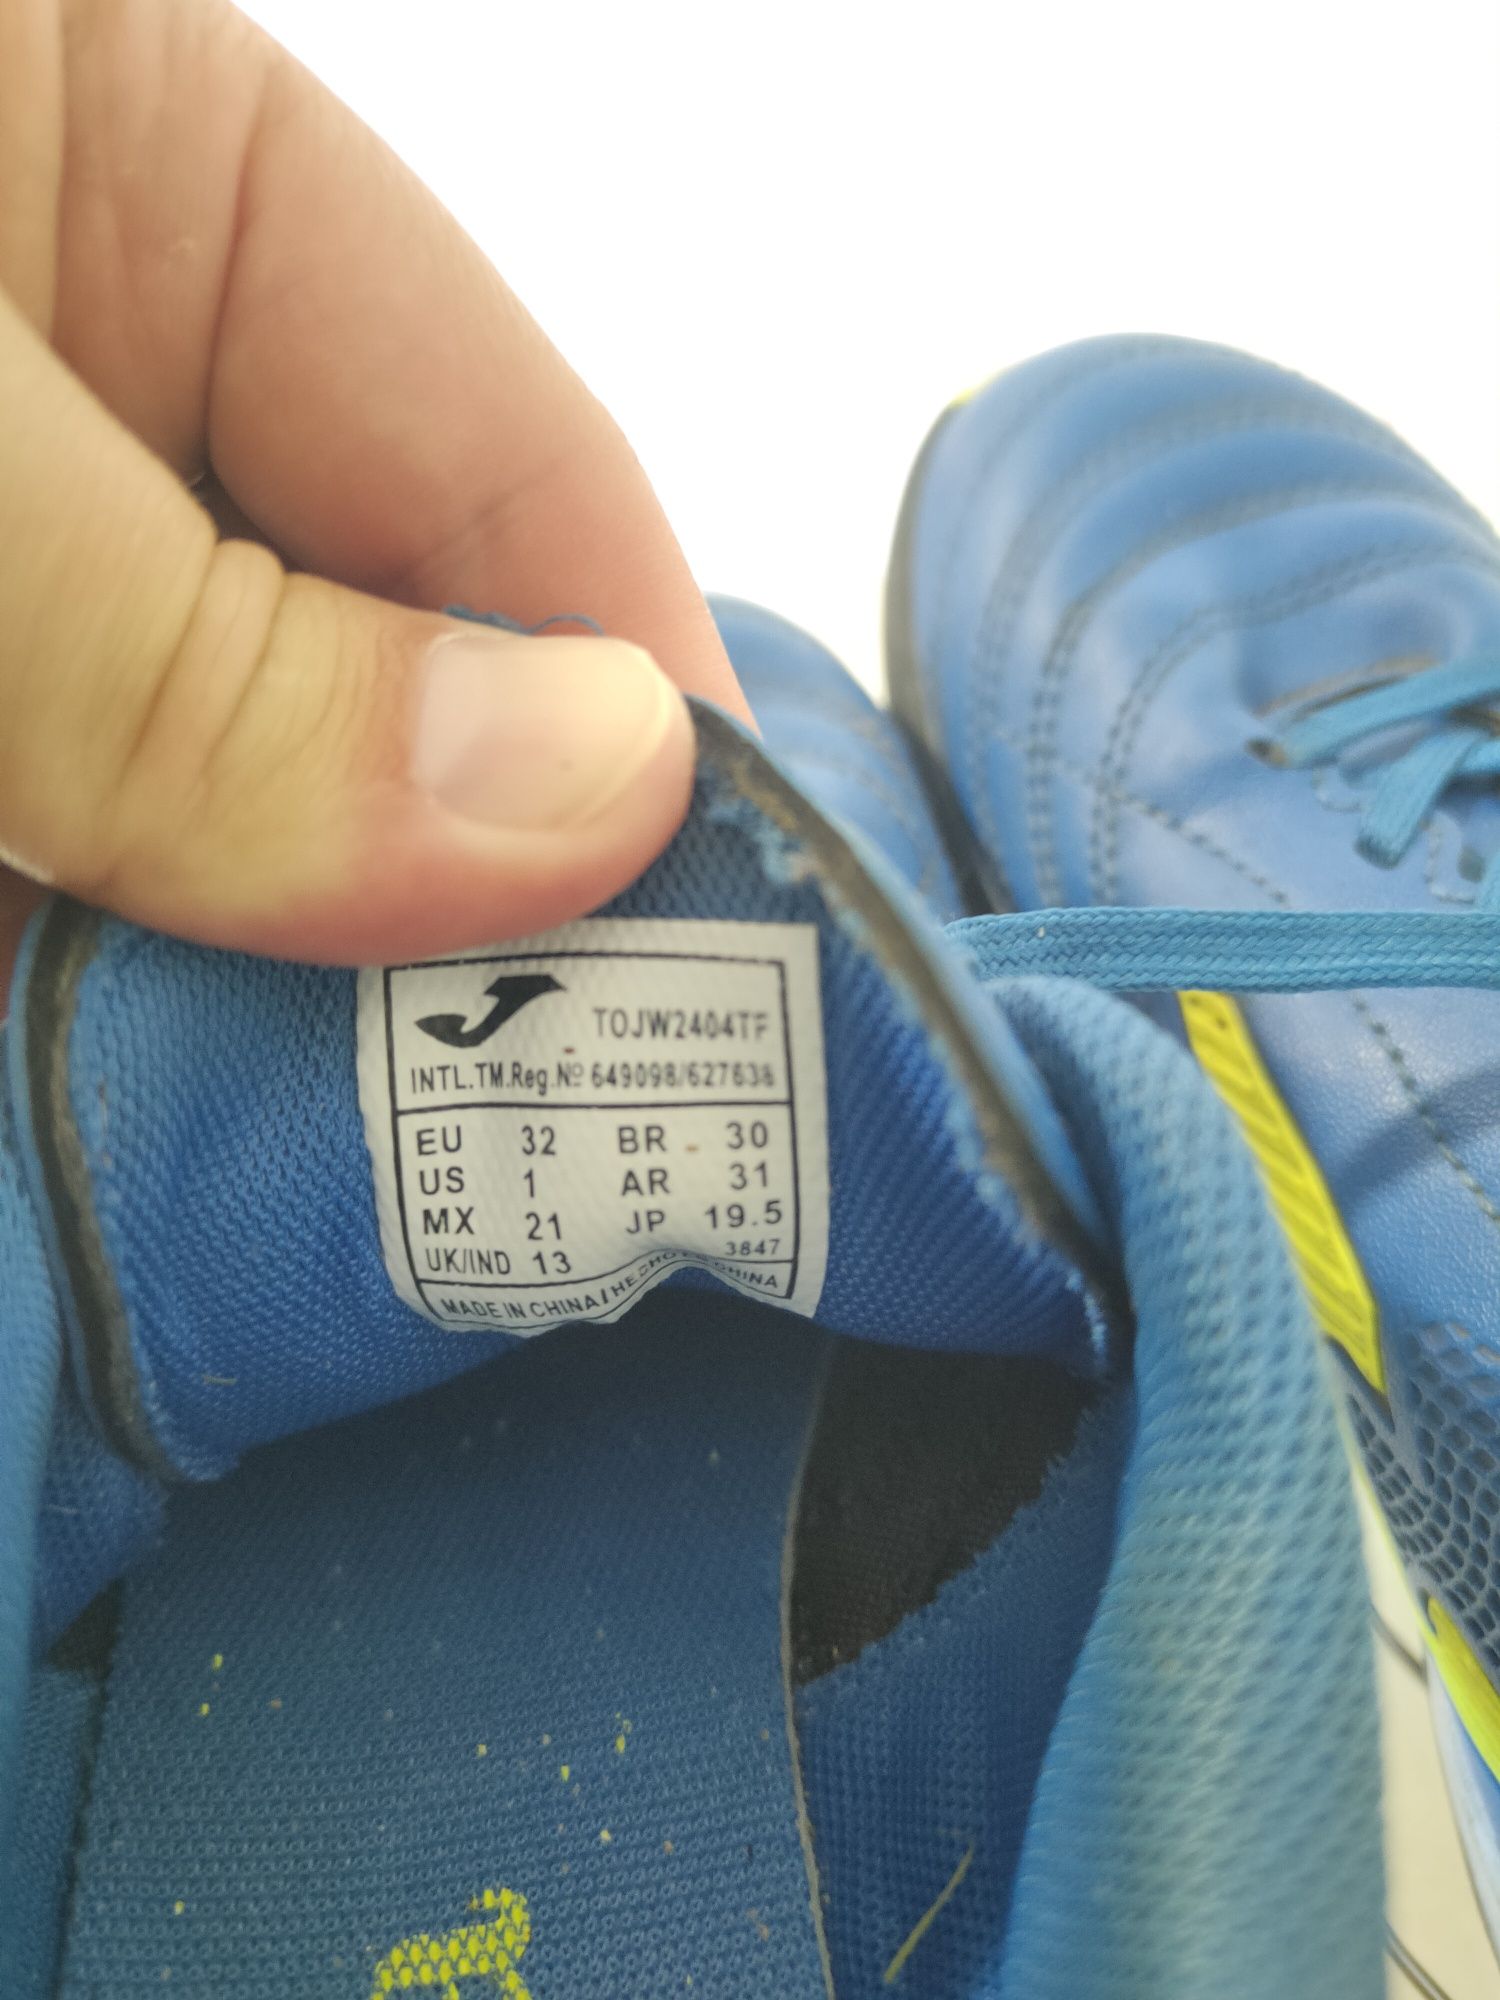 TOJW2404TF
INTL.TM.Reg.Nº 649098/627638
EU 32 BR 30
US 1 AR 31
MX 21 JP 19.5
UK/IND 13 3847
MADE IN CHINA / HECHO EN CHINA